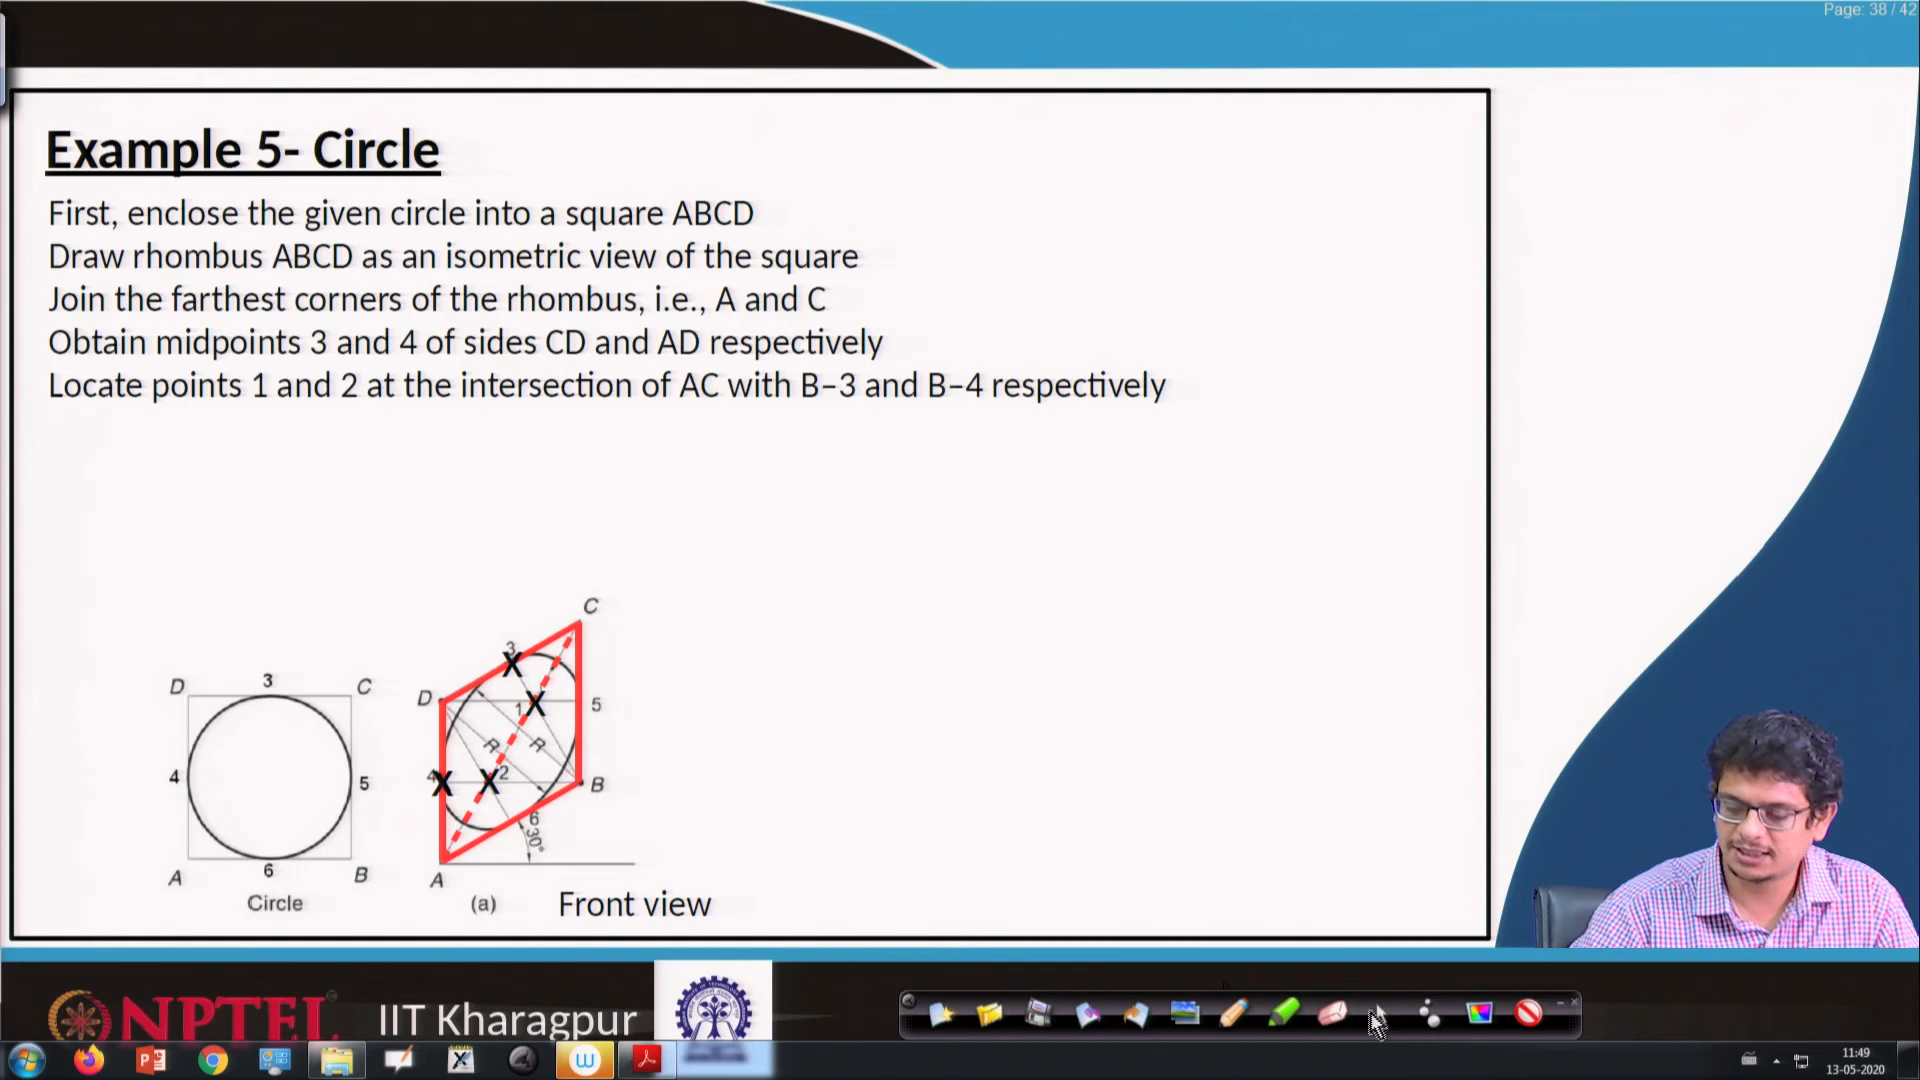 Page: 38 / 42
Example 5- Circle
First, enclose the given circle into a square ABCD
Draw rhombus ABCD as an isometric view of the square
Join the farthest corners of the rhombus, i.e., A and C
Obtain midpoints 3 and 4 of sides CD and AD respectively
Locate points 1 and 2 at the intersection of AC with B–3 and B–4 respectively
D 3 C
4 5
A 6 B
Circle
C
3
D 1 5
R R
4 2 B
6
30°
A
(a) Front view
NPTEL IIT Kharagpur
11:49
13-05-2020